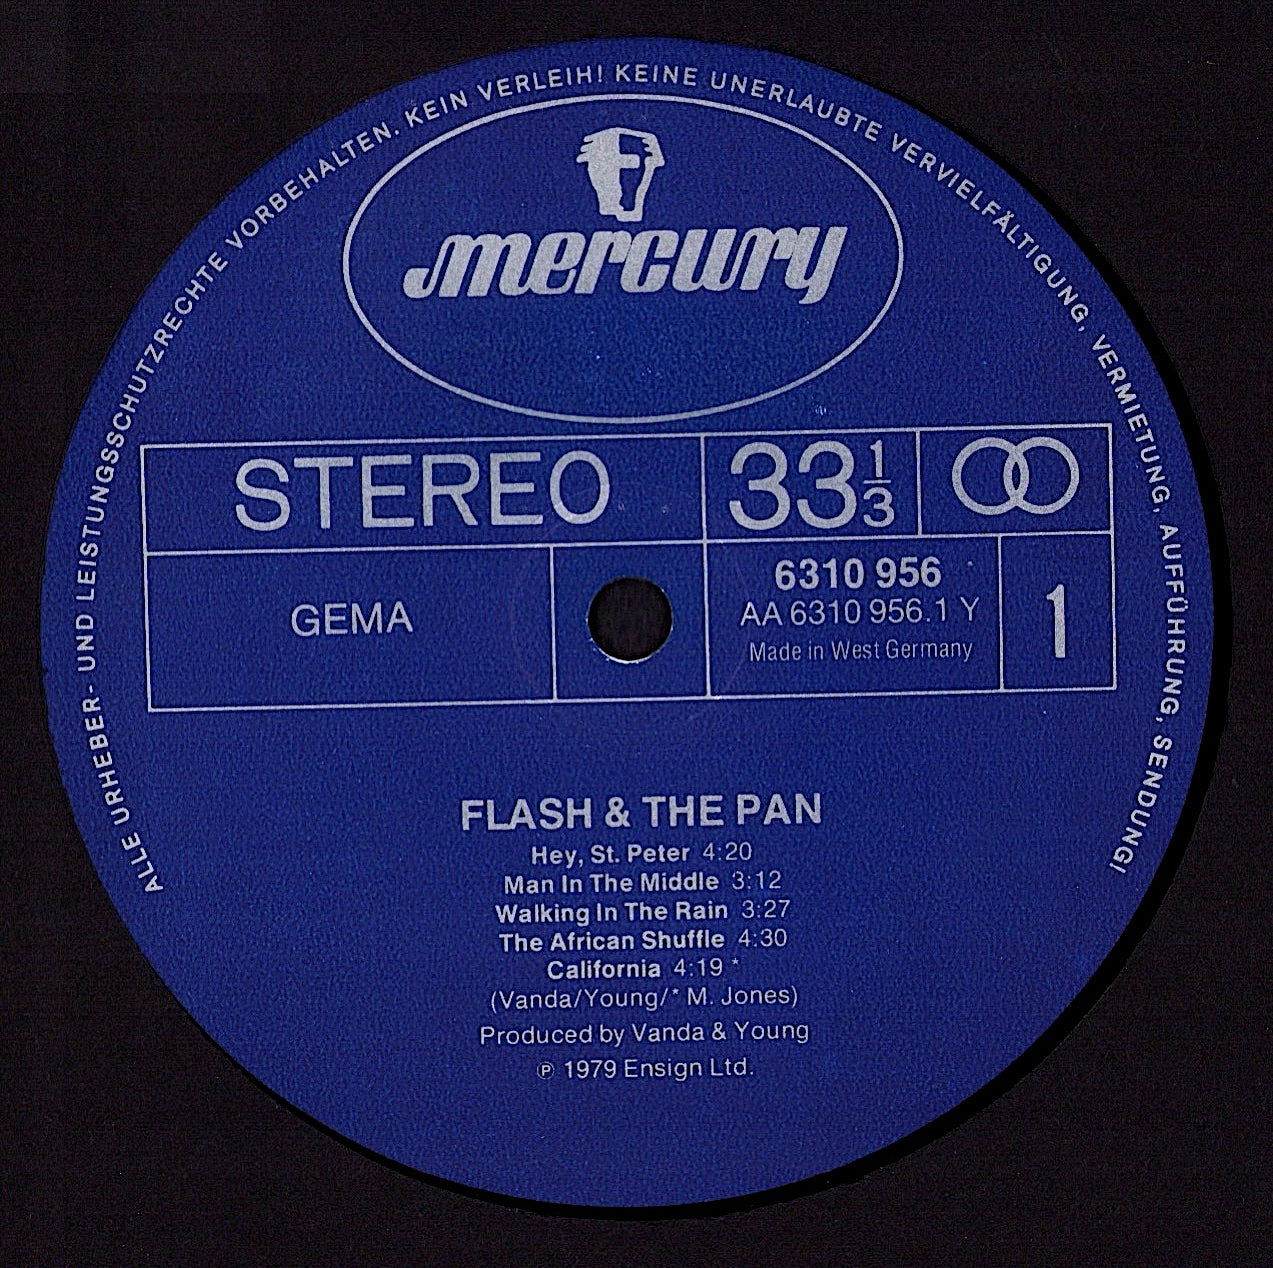 ALLE URHEBER- UND LEISTUNGSSCHUTZRECHTE VORBEHALTEN. KEIN VERLEIH! KEINE UNERLAUBTE VERVIELFÄLTIGUNG, VERMIETUNG, AUFFÜHRUNG, SENDUNG!
mercury
STEREO 33 1/3
GEMA
6310 956
AA 6310 956.1 Y
Made in West Germany
1
FLASH & THE PAN
Hey, St. Peter 4:20
Man In The Middle 3:12
Walking In The Rain 3:27
The African Shuffle 4:30
California 4:19 *
(Vanda/Young/* M. Jones)
Produced by Vanda & Young
℗ 1979 Ensign Ltd.